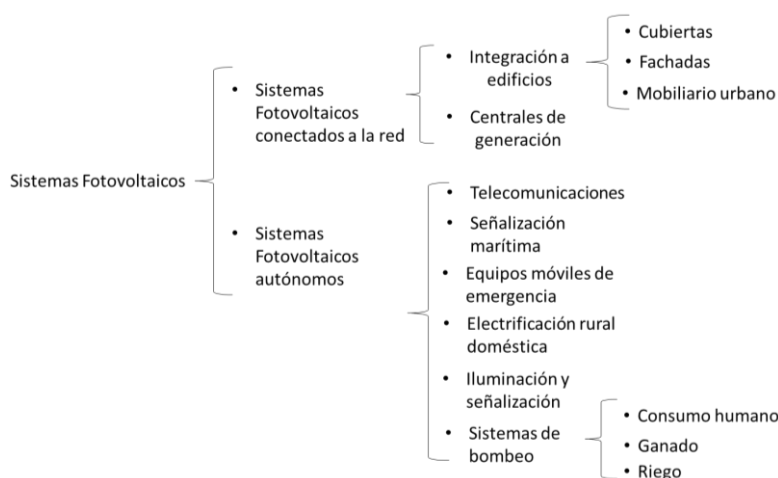 Sistemas Fotovoltaicos
• Sistemas
Fotovoltaicos
conectados a la red
• Integración a
edificios
• Cubiertas
• Fachadas
• Mobiliario urbano
• Centrales de
generación
• Sistemas
Fotovoltaicos
autónomos
• Telecomunicaciones
• Señalización
marítima
• Equipos móviles de
emergencia
• Electrificación rural
doméstica
• Iluminación y
señalización
• Sistemas de
bombeo
• Consumo humano
• Ganado
• Riego